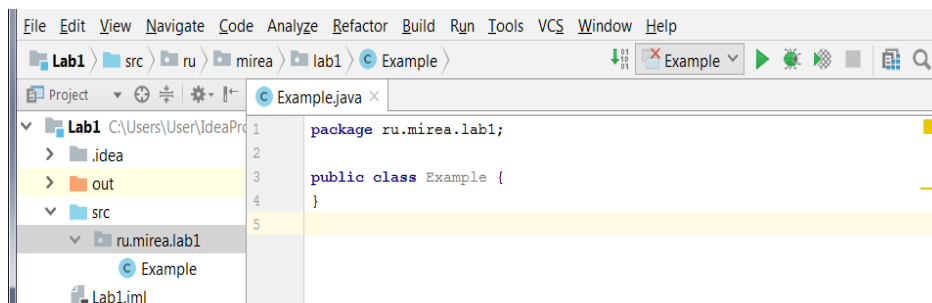 File Edit View Navigate Code Analyze Refactor Build Run Tools VCS Window Help
Lab1 src ru mirea lab1 Example Example
Project Example.java
Lab1 C:\Users\User\IdeaPro
1 package ru.mirea.lab1;
.idea
2
out
3 public class Example {
src
4 }
5
ru.mirea.lab1
Example
Lab1.iml